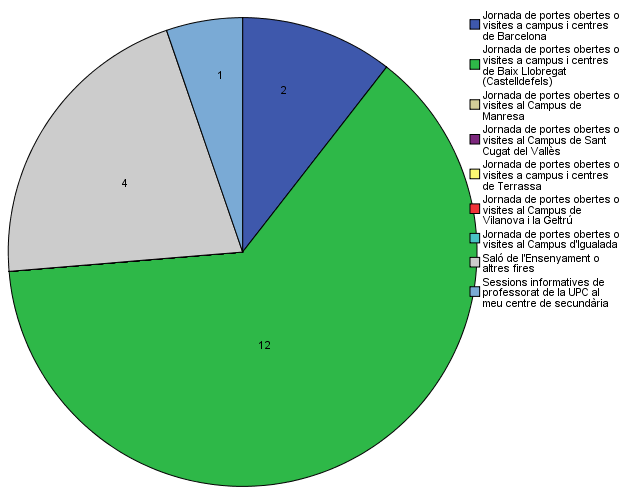 1
2
4
12
Jornada de portes obertes o
visites a campus i centres
de Barcelona
Jornada de portes obertes o
visites a campus i centres
de Baix Llobregat
(Castelldefels)
Jornada de portes obertes o
visites al Campus de
Manresa
Jornada de portes obertes o
visites al Campus de Sant
Cugat del Vallès
Jornada de portes obertes o
visites a campus i centres
de Terrassa
Jornada de portes obertes o
visites al Campus de
Vilanova i la Geltrú
Jornada de portes obertes o
visites al Campus d'Igualada
Saló de l'Ensenyament o
altres fires
Sessions informatives de
professorat de la UPC al
meu centre de secundária